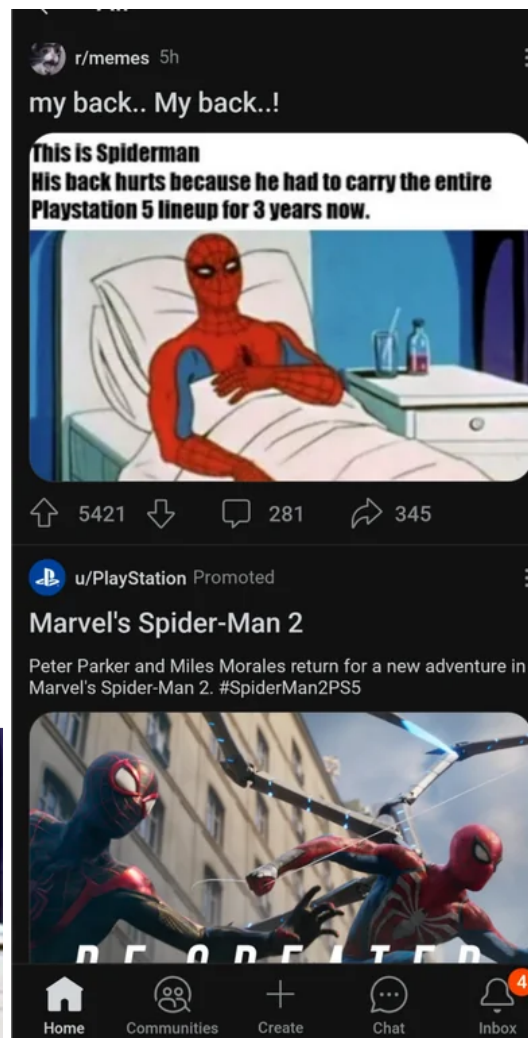 r/memes 5h
my back.. My back..!
This is Spiderman
His back hurts because he had to carry the entire
Playstation 5 lineup for 3 years now.
5421 281 345
u/PlayStation Promoted
Marvel's Spider-Man 2
Peter Parker and Miles Morales return for a new adventure in
Marvel's Spider-Man 2. #SpiderMan2PS5
4
Home Communities Create Chat Inbox